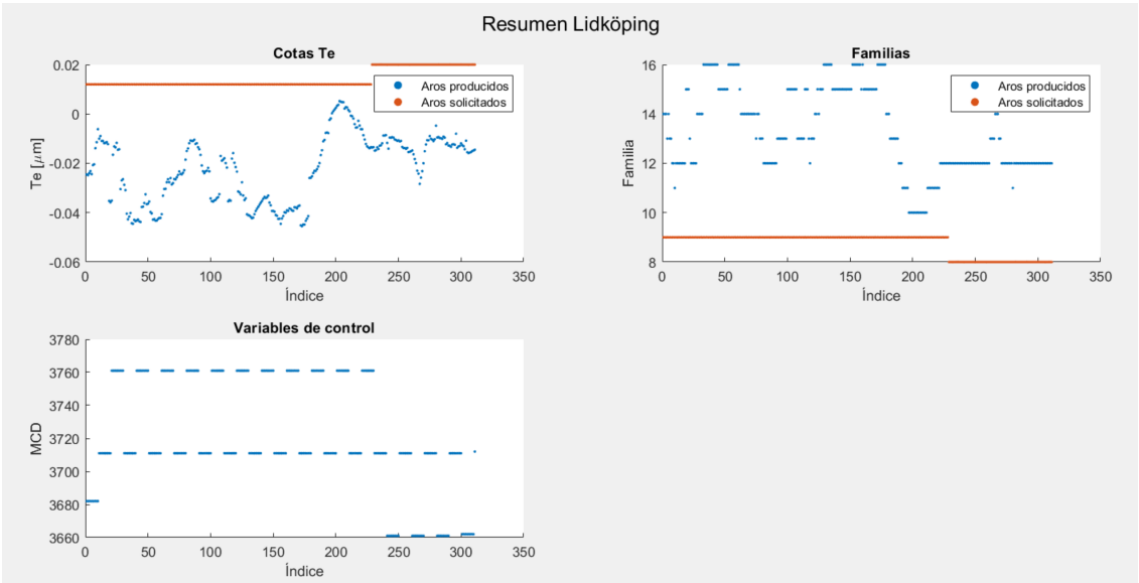 Resumen Lidköping
Cotas Te
0.02
0
-0.02
-0.04
-0.06
Te [μm]
0
50
100
150
200
250
300
350
Índice
Aros producidos
Aros solicitados
Familias
16
14
12
10
8
Familia
0
50
100
150
200
250
300
350
Índice
Aros producidos
Aros solicitados
Variables de control
3780
3760
3740
3720
3700
3680
3660
MCD
0
50
100
150
200
250
300
350
Índice